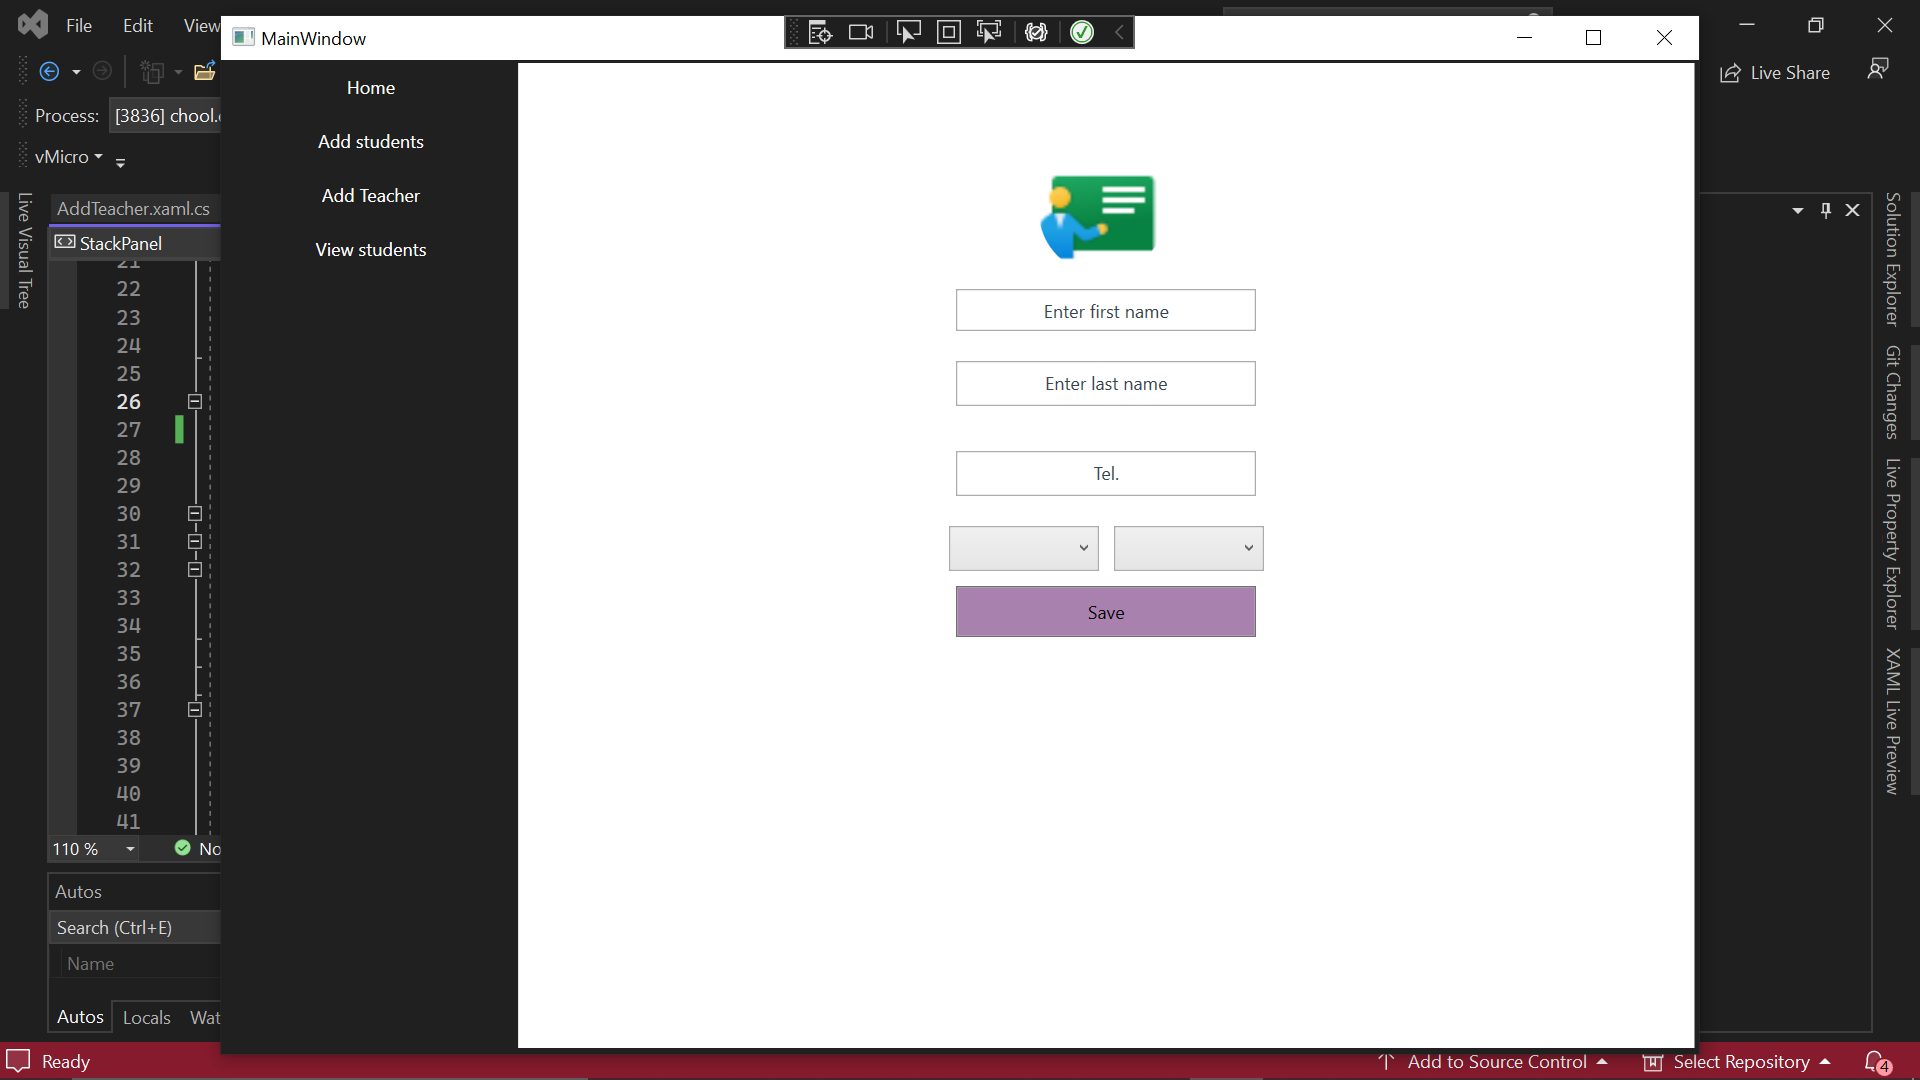 File Edit View
MainWindow
Live Share
Process: [3836] chool.
vMicro
Home
Add students
Add Teacher
View students
Live Visual Tree
AddTeacher.xaml.cs
StackPanel
21
22
23
24
25
26
27
28
29
30
31
32
33
34
35
36
37
38
39
40
41
110 % No
Autos
Search (Ctrl+E)
Name
Autos Locals Wat
Enter first name
Enter last name
Tel.
Save
Solution Explorer
Git Changes
Live Property Explorer
XAML Live Preview
Ready
Add to Source Control
Select Repository
4